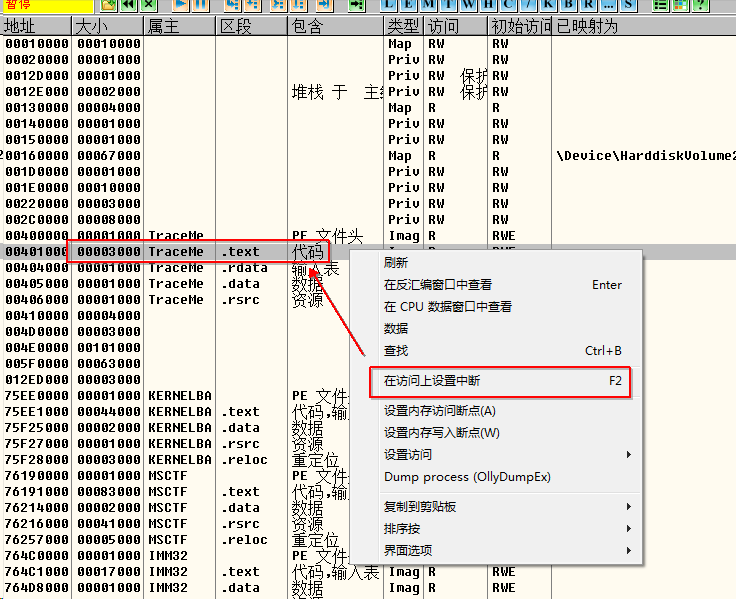 暂停
L E M T W H C / K B R ... S ?
地址 大小 属主 区段 包含 类型 访问 初始访问 已映射为
00010000 00010000 Map RW RW
00020000 00001000 Priv RW RW
0012D000 00001000 Priv RW 保护 RW
0012E000 00002000 堆栈 于 主线 Priv RW 保护 RW
00130000 00004000 Map R R
00140000 00001000 Priv RW RW
00150000 00001000 Priv RW RW
00160000 00067000 Map R R \Device\HarddiskVolume2
001D0000 00001000 Priv RW RW
001E0000 00010000 Priv RW RW
00220000 00003000 Priv RW RW
002C0000 00008000 Priv RW RW
00400000 00001000 TraceMe PE 文件头 Imag R RWE
00401000 00003000 TraceMe .text 代码
00404000 00001000 TraceMe .rdata 输入表
00405000 00001000 TraceMe .data 数据
00406000 00001000 TraceMe .rsrc 资源
00410000 00004000
004D0000 00003000
004E0000 00101000
005F0000 00063000
012ED000 00003000
75EE0000 00001000 KERNELBA PE 文件
75EE1000 00044000 KERNELBA .text 代码,输
75F25000 00002000 KERNELBA .data 数据
75F27000 00001000 KERNELBA .rsrc 资源
75F28000 00003000 KERNELBA .reloc 重定位
76190000 00001000 MSCTF PE 文件
76191000 00083000 MSCTF .text 代码,输
76214000 00002000 MSCTF .data 数据
76216000 00041000 MSCTF .rsrc 资源
76257000 00005000 MSCTF .reloc 重定位
764C0000 00001000 IMM32 PE 文件
764C1000 00017000 IMM32 .text 代码,输入表 Imag R RWE
764D8000 00001000 IMM32 .data 数据 Imag R RWE
刷新
在反汇编窗口中查看 Enter
在 CPU 数据窗口中查看
数据
查找 Ctrl+B
在访问上设置中断 F2
设置内存访问断点(A)
设置内存写入断点(W)
设置访问
Dump process (OllyDumpEx)
复制到剪贴板
排序按
界面选项